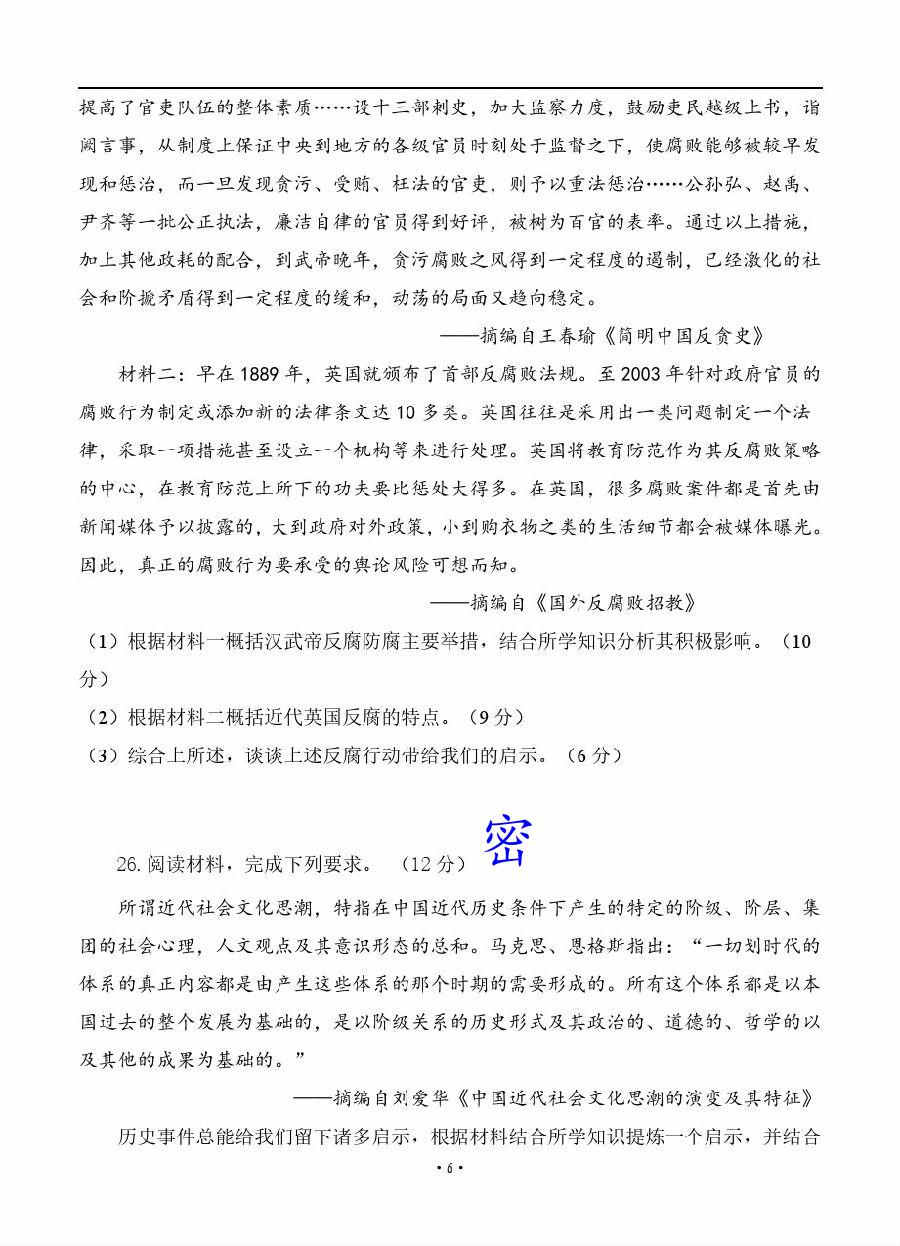 提高了官吏队伍的整体素质……设十三部刺史，加大监察力度，鼓励吏民越级上书，诣
阙言事，从制度上保证中央到地方的各级官员时刻处于监督之下，使腐败能够被较早发
现和惩治，而一旦发现贪污、受贿、枉法的官吏，则予以重法惩治……公孙弘、赵禹、
尹齐等一批公正执法，廉洁自律的官员得到好评，被树为百官的表率。通过以上措施，
加上其他政耗的配合，到武帝晚年，贪污腐败之风得到一定程度的遏制，已经激化的社
会和阶摭矛盾得到一定程度的缓和，动荡的局面又趋向稳定。
——摘编自王春瑜《简明中国反贪史》
材料二：早在 1889 年，英国就颁布了首部反腐败法规。至 2003 年针对政府官员的
腐败行为制定或添加新的法律条文达 10 多类。英国往往是采用出一类问题制定一个法
律，采取一项措施甚至设立一个机构等来进行处理。英国将教育防范作为其反腐败策略
的中心，在教育防范上所下的功夫要比惩处大得多。在英国，很多腐败案件都是首先由
新闻媒体予以披露的，大到政府对外政策，小到购衣物之类的生活细节都会被媒体曝光。
因此，真正的腐败行为要承受的舆论风险可想而知。
——摘编自《国外反腐败招教》
（1）根据材料一概括汉武帝反腐防腐主要举措，结合所学知识分析其积极影响。（10
分）
（2）根据材料二概括近代英国反腐的特点。（9 分）
（3）综合上所述，谈谈上述反腐行动带给我们的启示。（6 分）
密
26. 阅读材料，完成下列要求。 （12 分）
所谓近代社会文化思潮，特指在中国近代历史条件下产生的特定的阶级、阶层、集
团的社会心理，人文观点及其意识形态的总和。马克思、恩格斯指出：“一切划时代的
体系的真正内容都是由产生这些体系的那个时期的需要形成的。所有这个体系都是以本
国过去的整个发展为基础的，是以阶级关系的历史形式及其政治的、道德的、哲学的以
及其他的成果为基础的。”
——摘编自刘爱华《中国近代社会文化思潮的演变及其特征》
历史事件总能给我们留下诸多启示，根据材料结合所学知识提炼一个启示，并结合
·6·